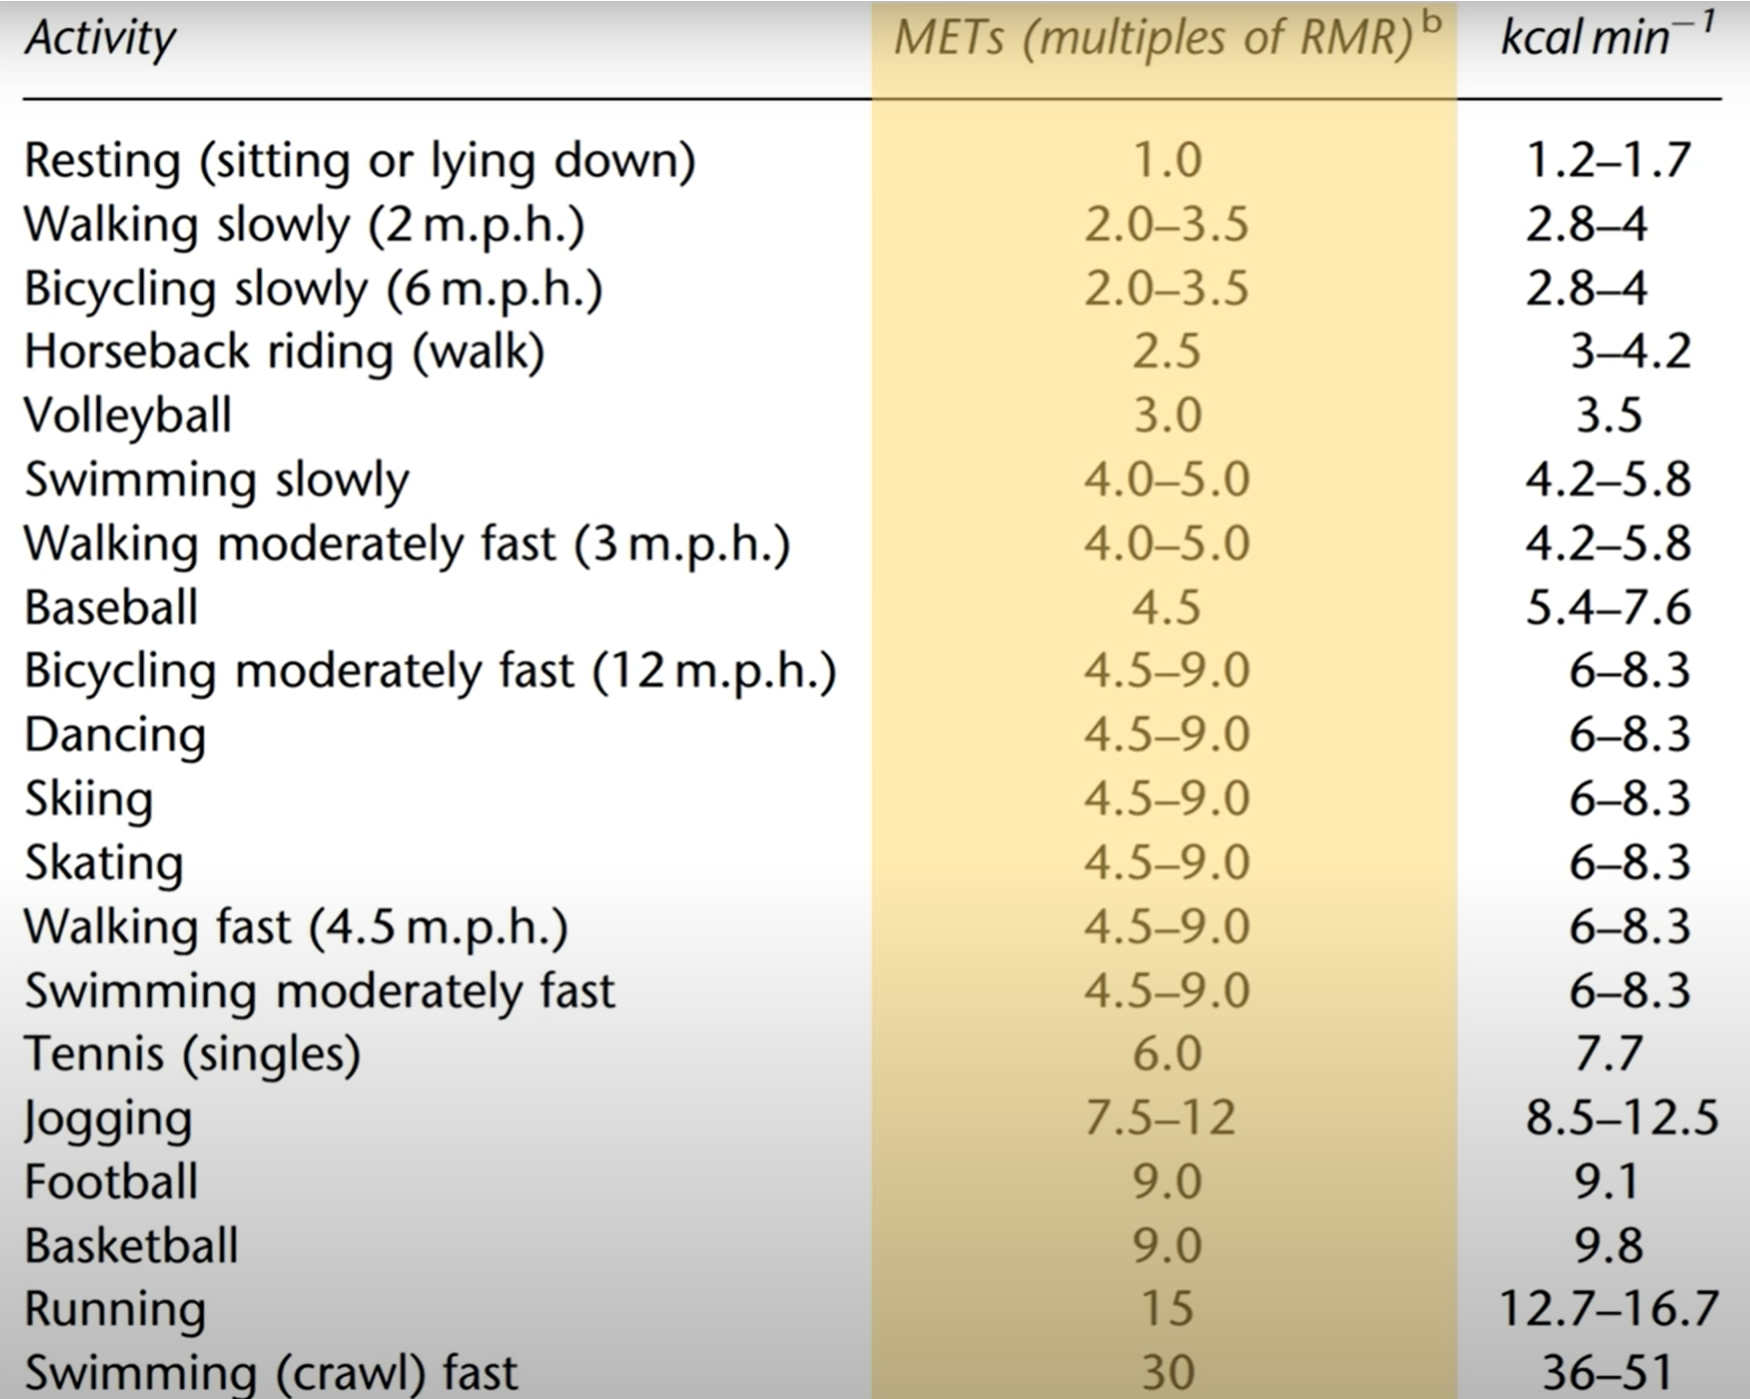 Activity METs (multiples of RMR)ᵇ kcal min⁻¹
Resting (sitting or lying down) 1.0 1.2–1.7
Walking slowly (2 m.p.h.) 2.0–3.5 2.8–4
Bicycling slowly (6 m.p.h.) 2.0–3.5 2.8–4
Horseback riding (walk) 2.5 3–4.2
Volleyball 3.0 3.5
Swimming slowly 4.0–5.0 4.2–5.8
Walking moderately fast (3 m.p.h.) 4.0–5.0 4.2–5.8
Baseball 4.5 5.4–7.6
Bicycling moderately fast (12 m.p.h.) 4.5–9.0 6–8.3
Dancing 4.5–9.0 6–8.3
Skiing 4.5–9.0 6–8.3
Skating 4.5–9.0 6–8.3
Walking fast (4.5 m.p.h.) 4.5–9.0 6–8.3
Swimming moderately fast 4.5–9.0 6–8.3
Tennis (singles) 6.0 7.7
Jogging 7.5–12 8.5–12.5
Football 9.0 9.1
Basketball 9.0 9.8
Running 15 12.7–16.7
Swimming (crawl) fast 30 36–51